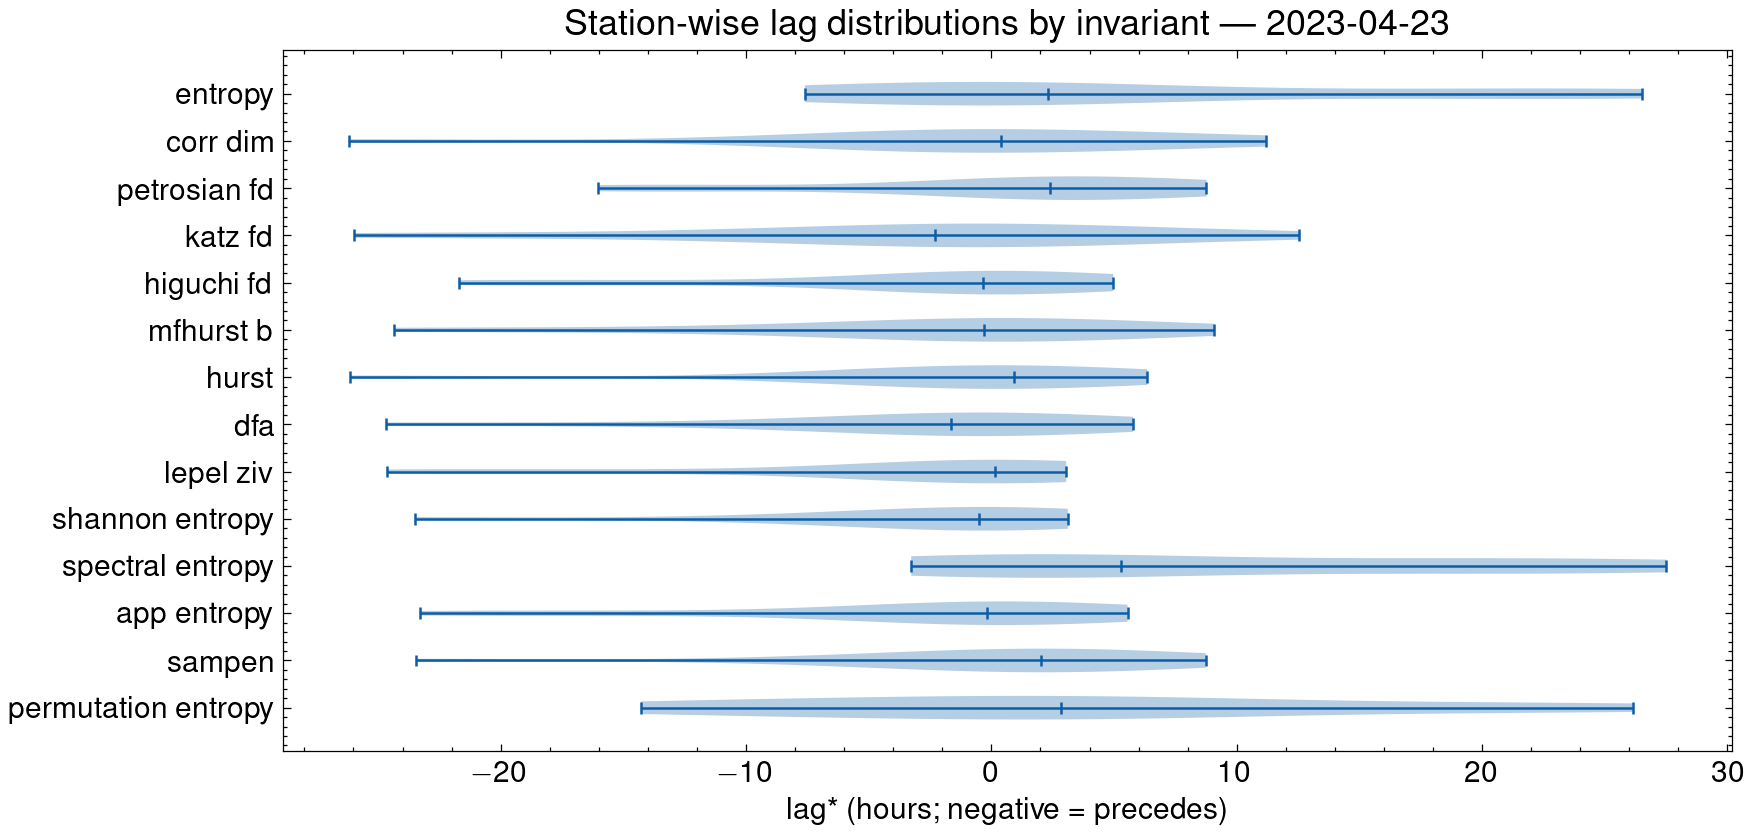 Station-wise lag distributions by invariant — 2023-04-23
entropy
corr dim
petrosian fd
katz fd
higuchi fd
mfhurst b
hurst
dfa
lepel ziv
shannon entropy
spectral entropy
app entropy
sampen
permutation entropy
−20 −10 0 10 20 30
lag* (hours; negative = precedes)